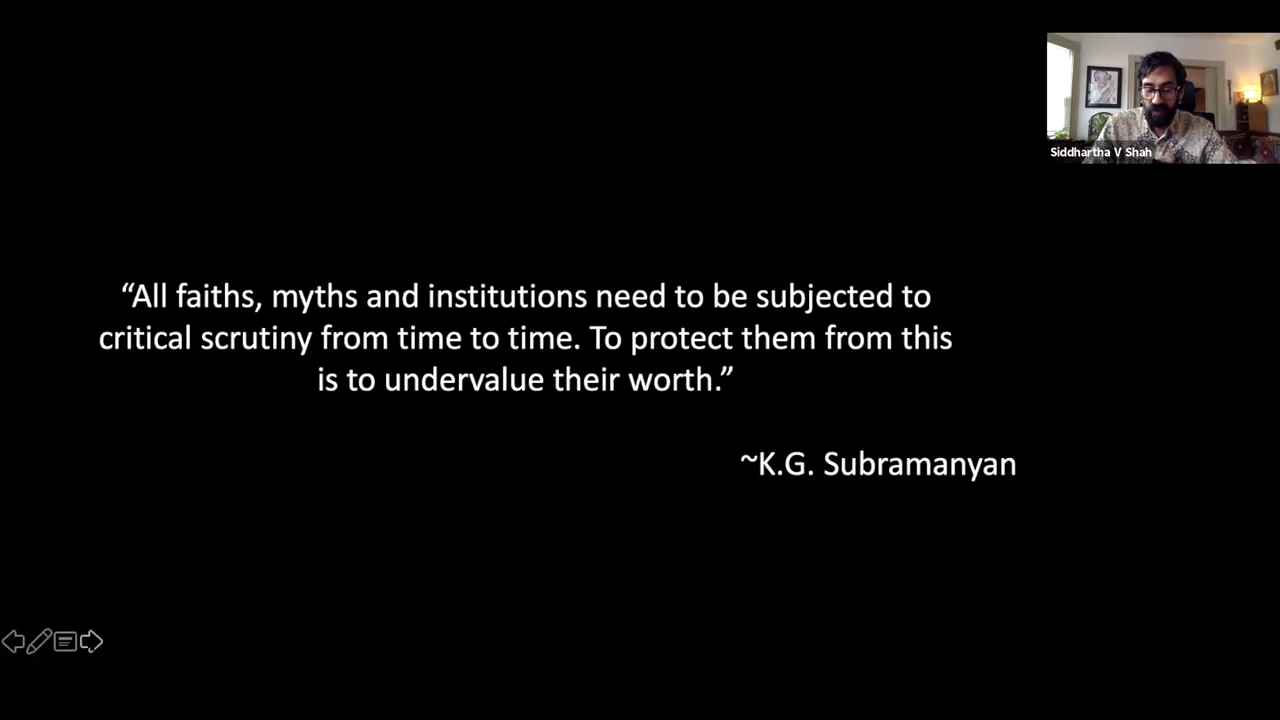 Siddhartha V Shah
“All faiths, myths and institutions need to be subjected to
critical scrutiny from time to time. To protect them from this
is to undervalue their worth.”
~K.G. Subramanyan